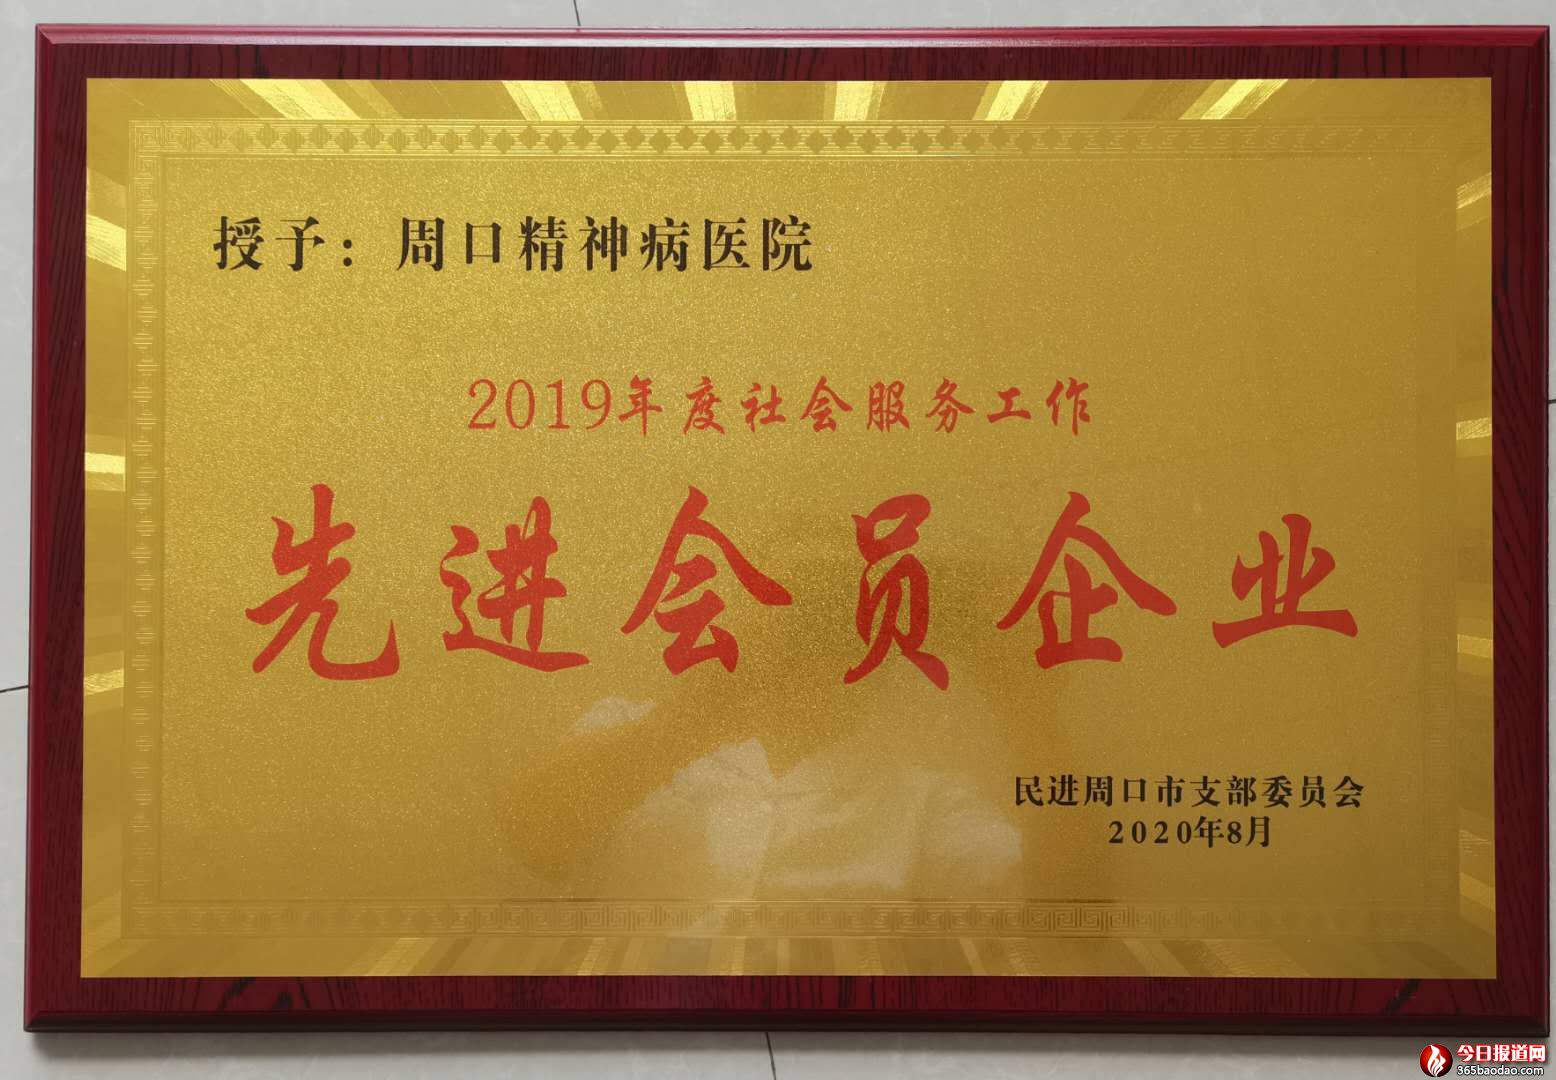 授予：周口精神病医院
2019年度社会服务工作
先进会员企业
民进周口市支部委员会
2020年8月
今日报道网
365baodao.com